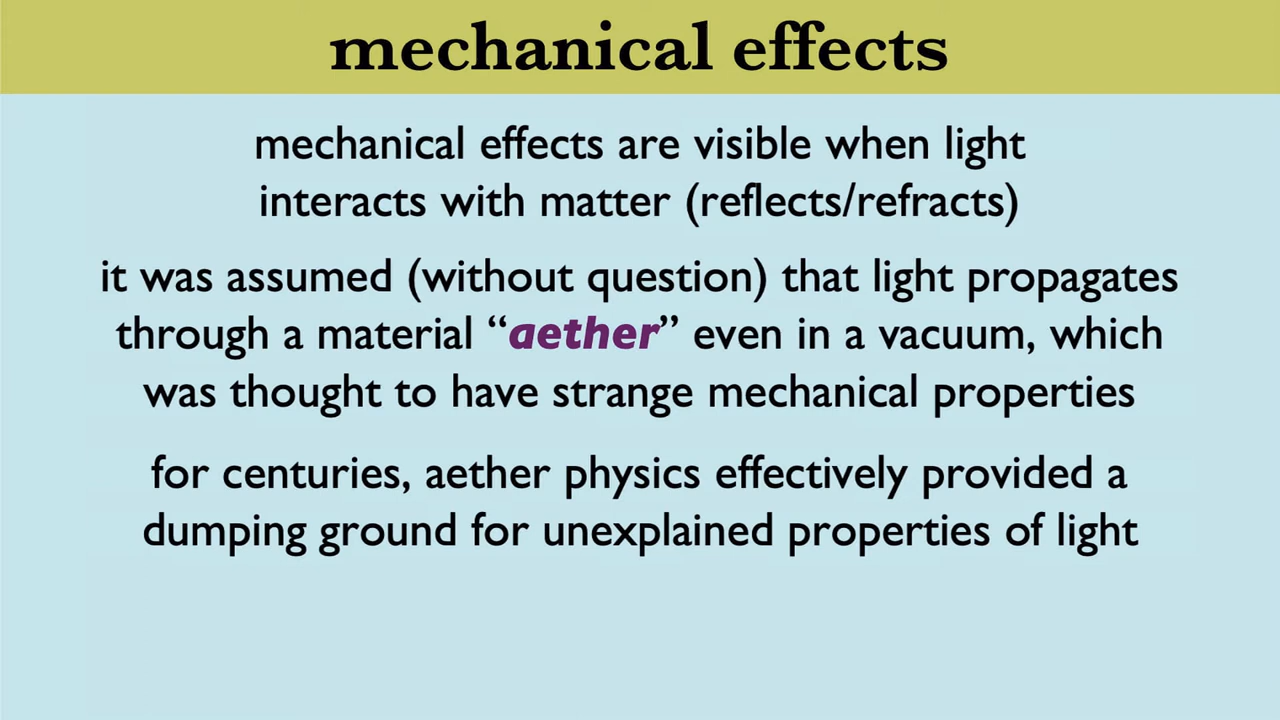 mechanical effects
mechanical effects are visible when light
interacts with matter (reflects/refracts)
it was assumed (without question) that light propagates
through a material “aether” even in a vacuum, which
was thought to have strange mechanical properties
for centuries, aether physics effectively provided a
dumping ground for unexplained properties of light